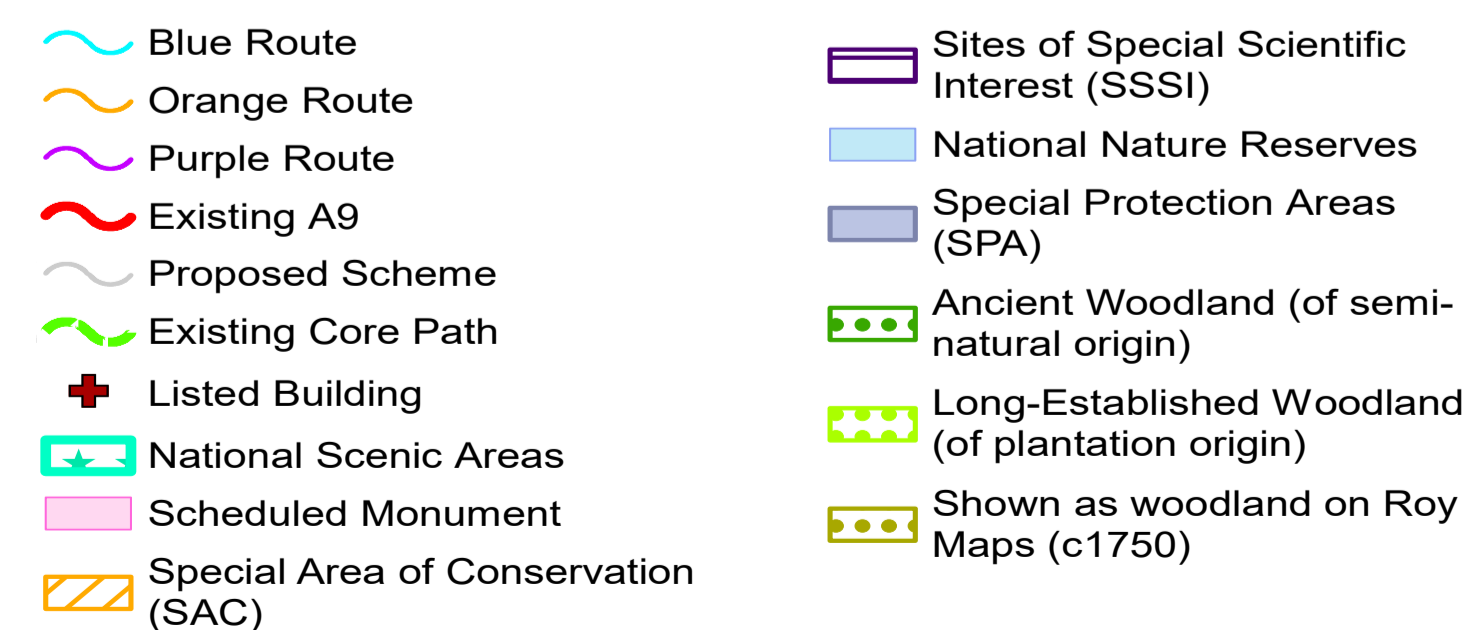 Blue Route
Orange Route
Purple Route
Existing A9
Proposed Scheme
Existing Core Path
Listed Building
National Scenic Areas
Scheduled Monument
Special Area of Conservation
(SAC)
Sites of Special Scientific
Interest (SSSI)
National Nature Reserves
Special Protection Areas
(SPA)
Ancient Woodland (of semi-
natural origin)
Long-Established Woodland
(of plantation origin)
Shown as woodland on Roy
Maps (c1750)